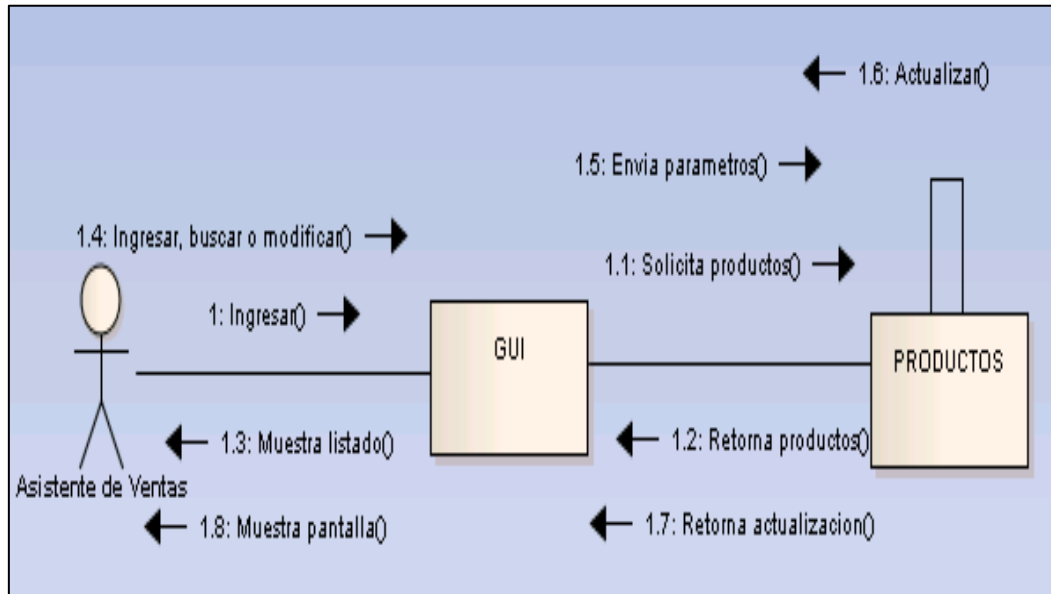 1.6: Actualizar()
1.5: Envia parametros()
1.4: Ingresar, buscar o modificar()
1.1: Solicita productos()
1: Ingresar()
GUI
PRODUCTOS
1.3: Muestra listado()
1.2: Retorna productos()
Asistente de Ventas
1.8: Muestra pantalla()
1.7: Retorna actualizacion()